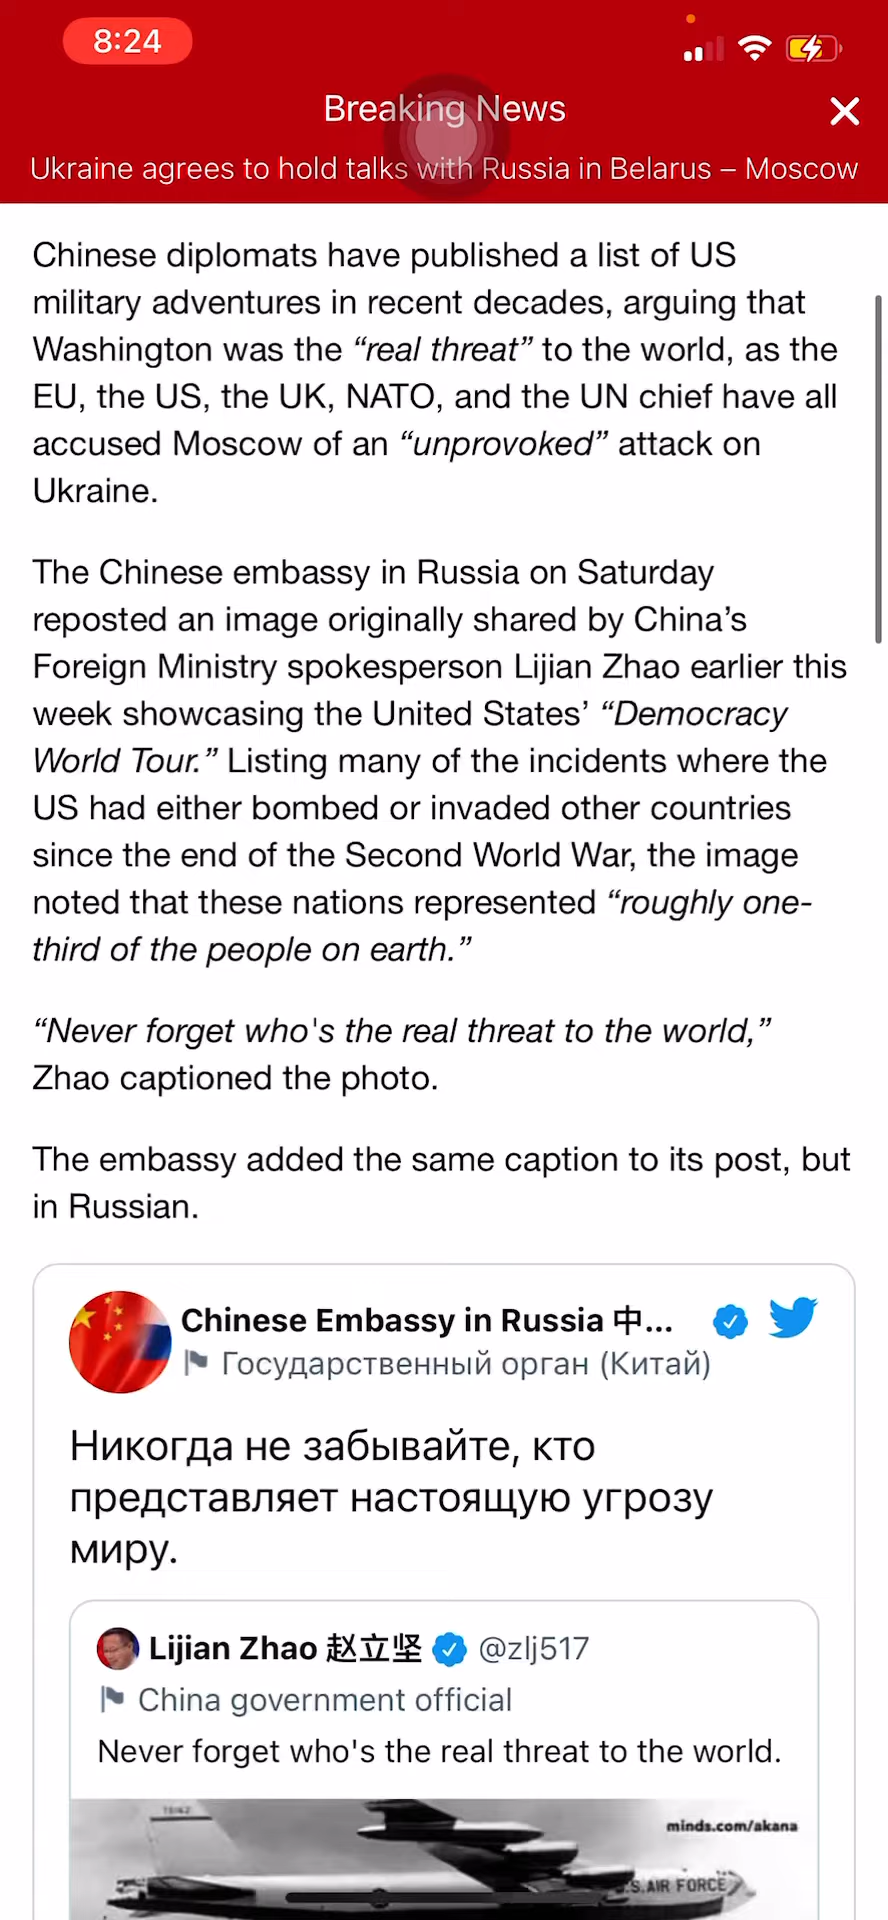 8:24
Breaking News
Ukraine agrees to hold talks with Russia in Belarus – Moscow
Chinese diplomats have published a list of US
military adventures in recent decades, arguing that
Washington was the “real threat” to the world, as the
EU, the US, the UK, NATO, and the UN chief have all
accused Moscow of an “unprovoked” attack on
Ukraine.
The Chinese embassy in Russia on Saturday
reposted an image originally shared by China’s
Foreign Ministry spokesperson Lijian Zhao earlier this
week showcasing the United States’ “Democracy
World Tour.” Listing many of the incidents where the
US had either bombed or invaded other countries
since the end of the Second World War, the image
noted that these nations represented “roughly one-
third of the people on earth.”
“Never forget who's the real threat to the world,”
Zhao captioned the photo.
The embassy added the same caption to its post, but
in Russian.
Chinese Embassy in Russia 中...
Государственный орган (Китай)
Никогда не забывайте, кто
представляет настоящую угрозу
миру.
Lijian Zhao 赵立坚 @zlj517
China government official
Never forget who's the real threat to the world.
minds.com/akana
U.S. AIR FORCE